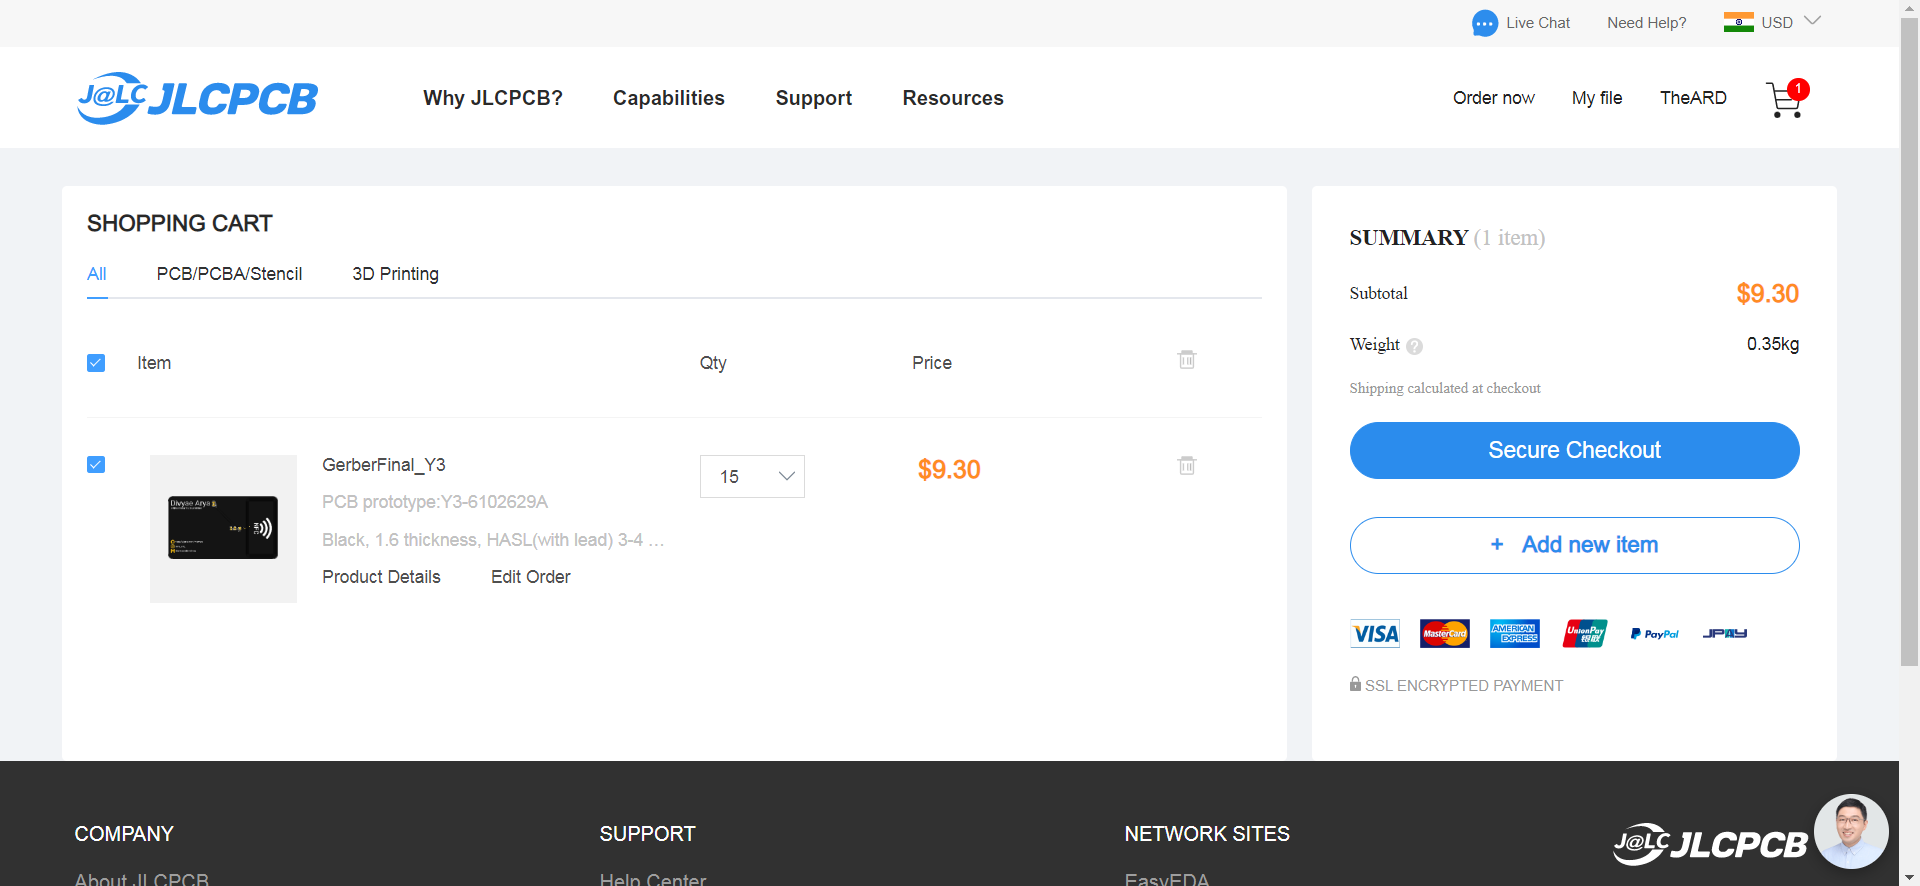 Live Chat Need Help? USD
J@LC JLCPCB Why JLCPCB? Capabilities Support Resources Order now My file TheARD 1
SHOPPING CART
All PCB/PCBA/Stencil 3D Printing
Item Qty Price
GerberFinal_Y3
PCB prototype:Y3-6102629A
Black, 1.6 thickness, HASL(with lead) 3-4 ...
Product Details Edit Order
15
$9.30
Divyae Arya
SUMMARY (1 item)
Subtotal $9.30
Weight ? 0.35kg
Shipping calculated at checkout
Secure Checkout
+ Add new item
VISA MasterCard AMERICAN EXPRESS UnionPay 银联 PayPal JPAY
SSL ENCRYPTED PAYMENT
COMPANY SUPPORT NETWORK SITES J@LC JLCPCB
About JLCPCB Help Center EasyEDA